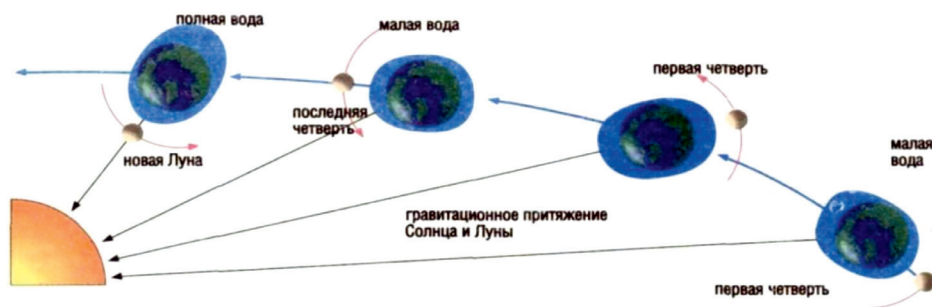 полная вода
малая вода
первая четверть
последняя
четверть
новая Луна
малая
вода
гравитационное притяжение
Солнца и Луны
первая четверть